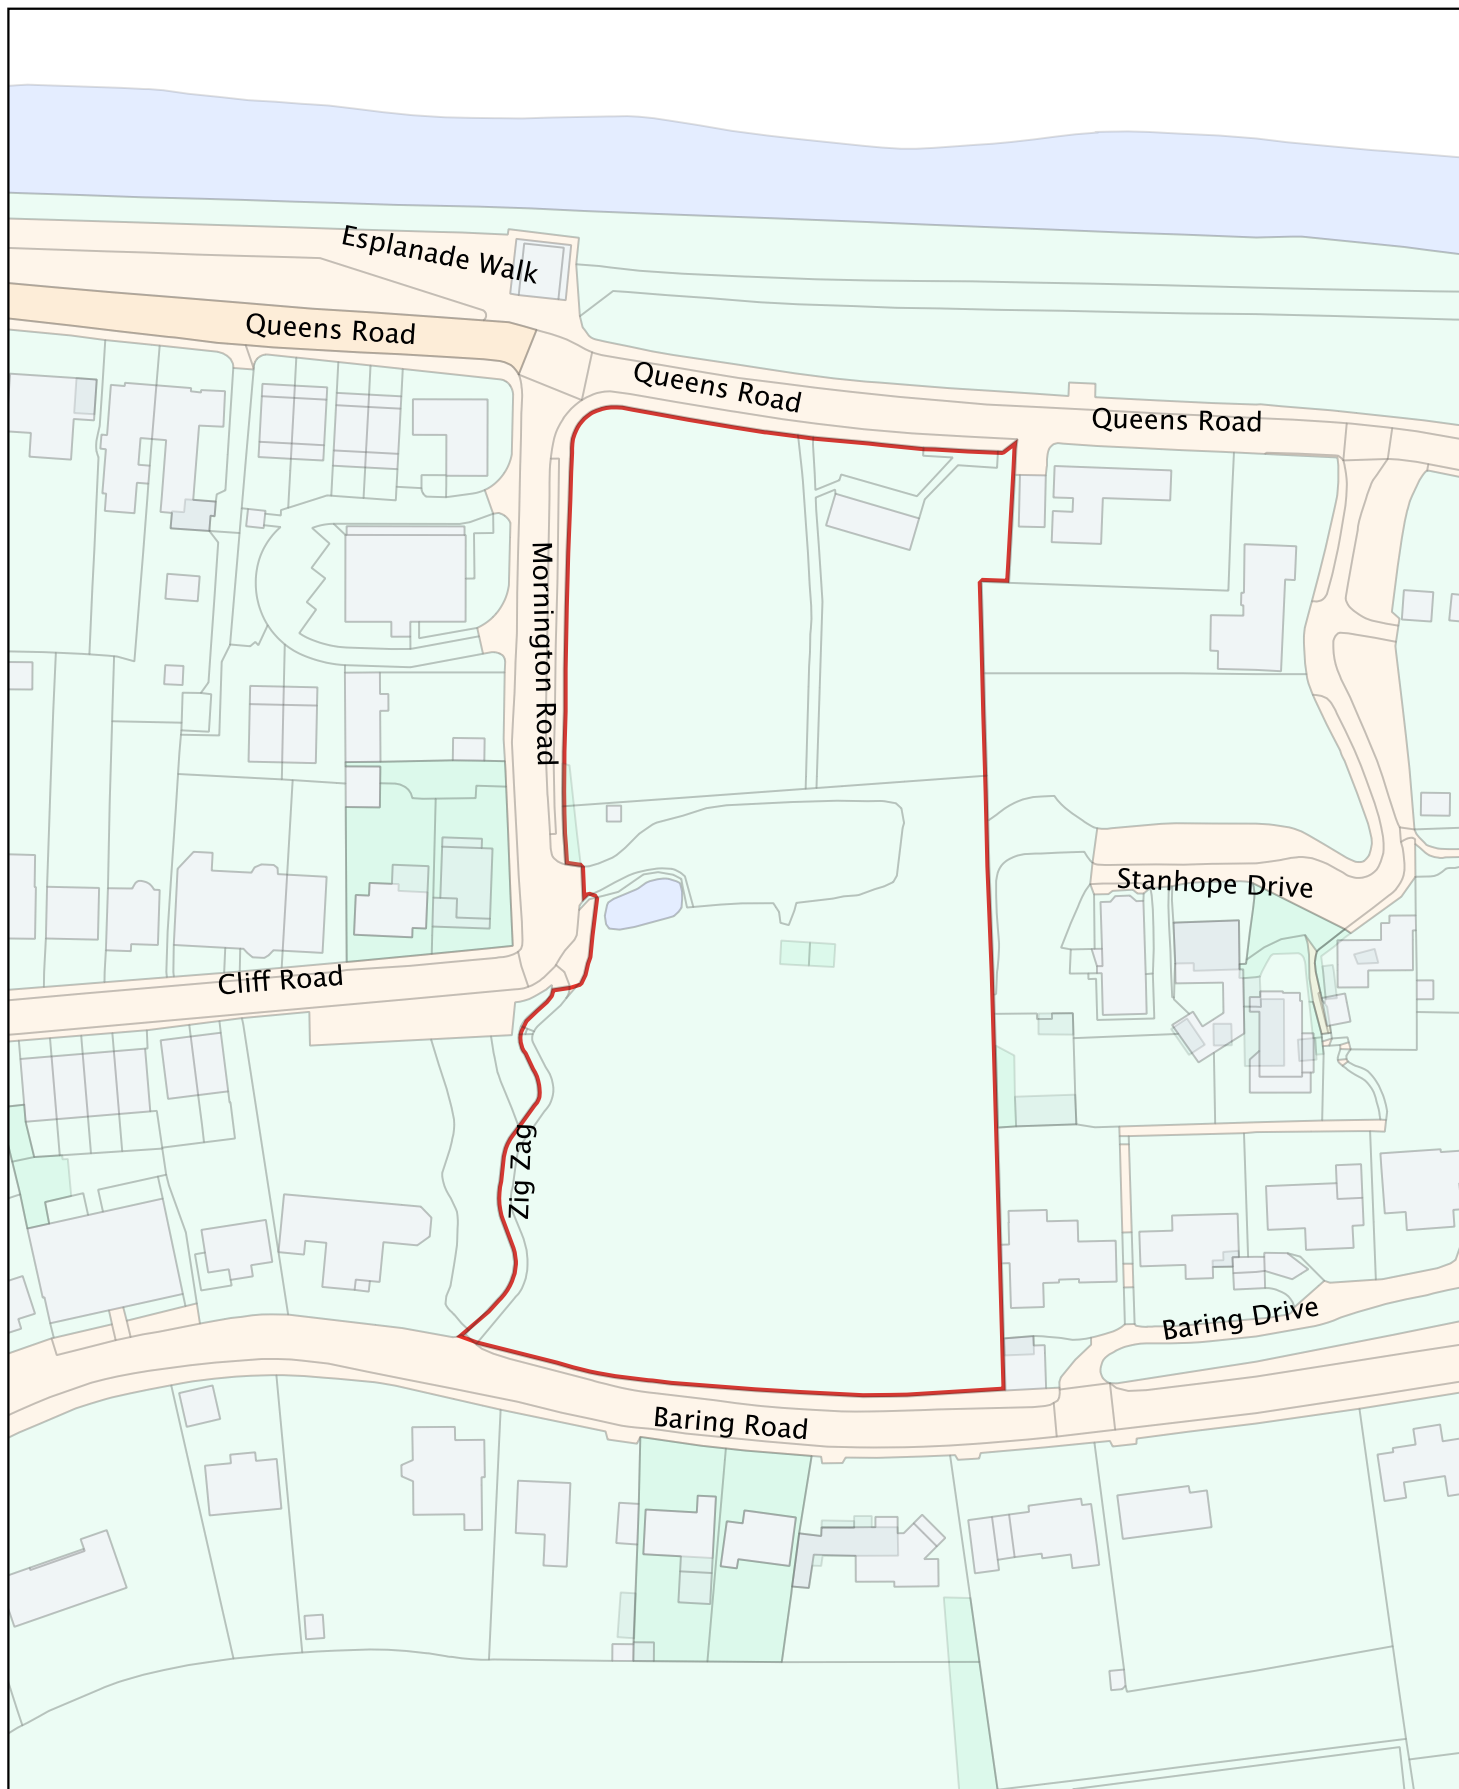 Esplanade Walk
Queens Road
Queens Road
Queens Road
Mornington Road
Stanhope Drive
Cliff Road
Zig Zag
Baring Drive
Baring Road